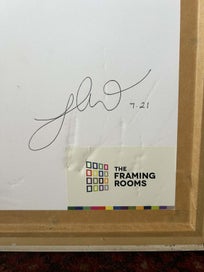 7.21
THE
FRAMING
ROOMS